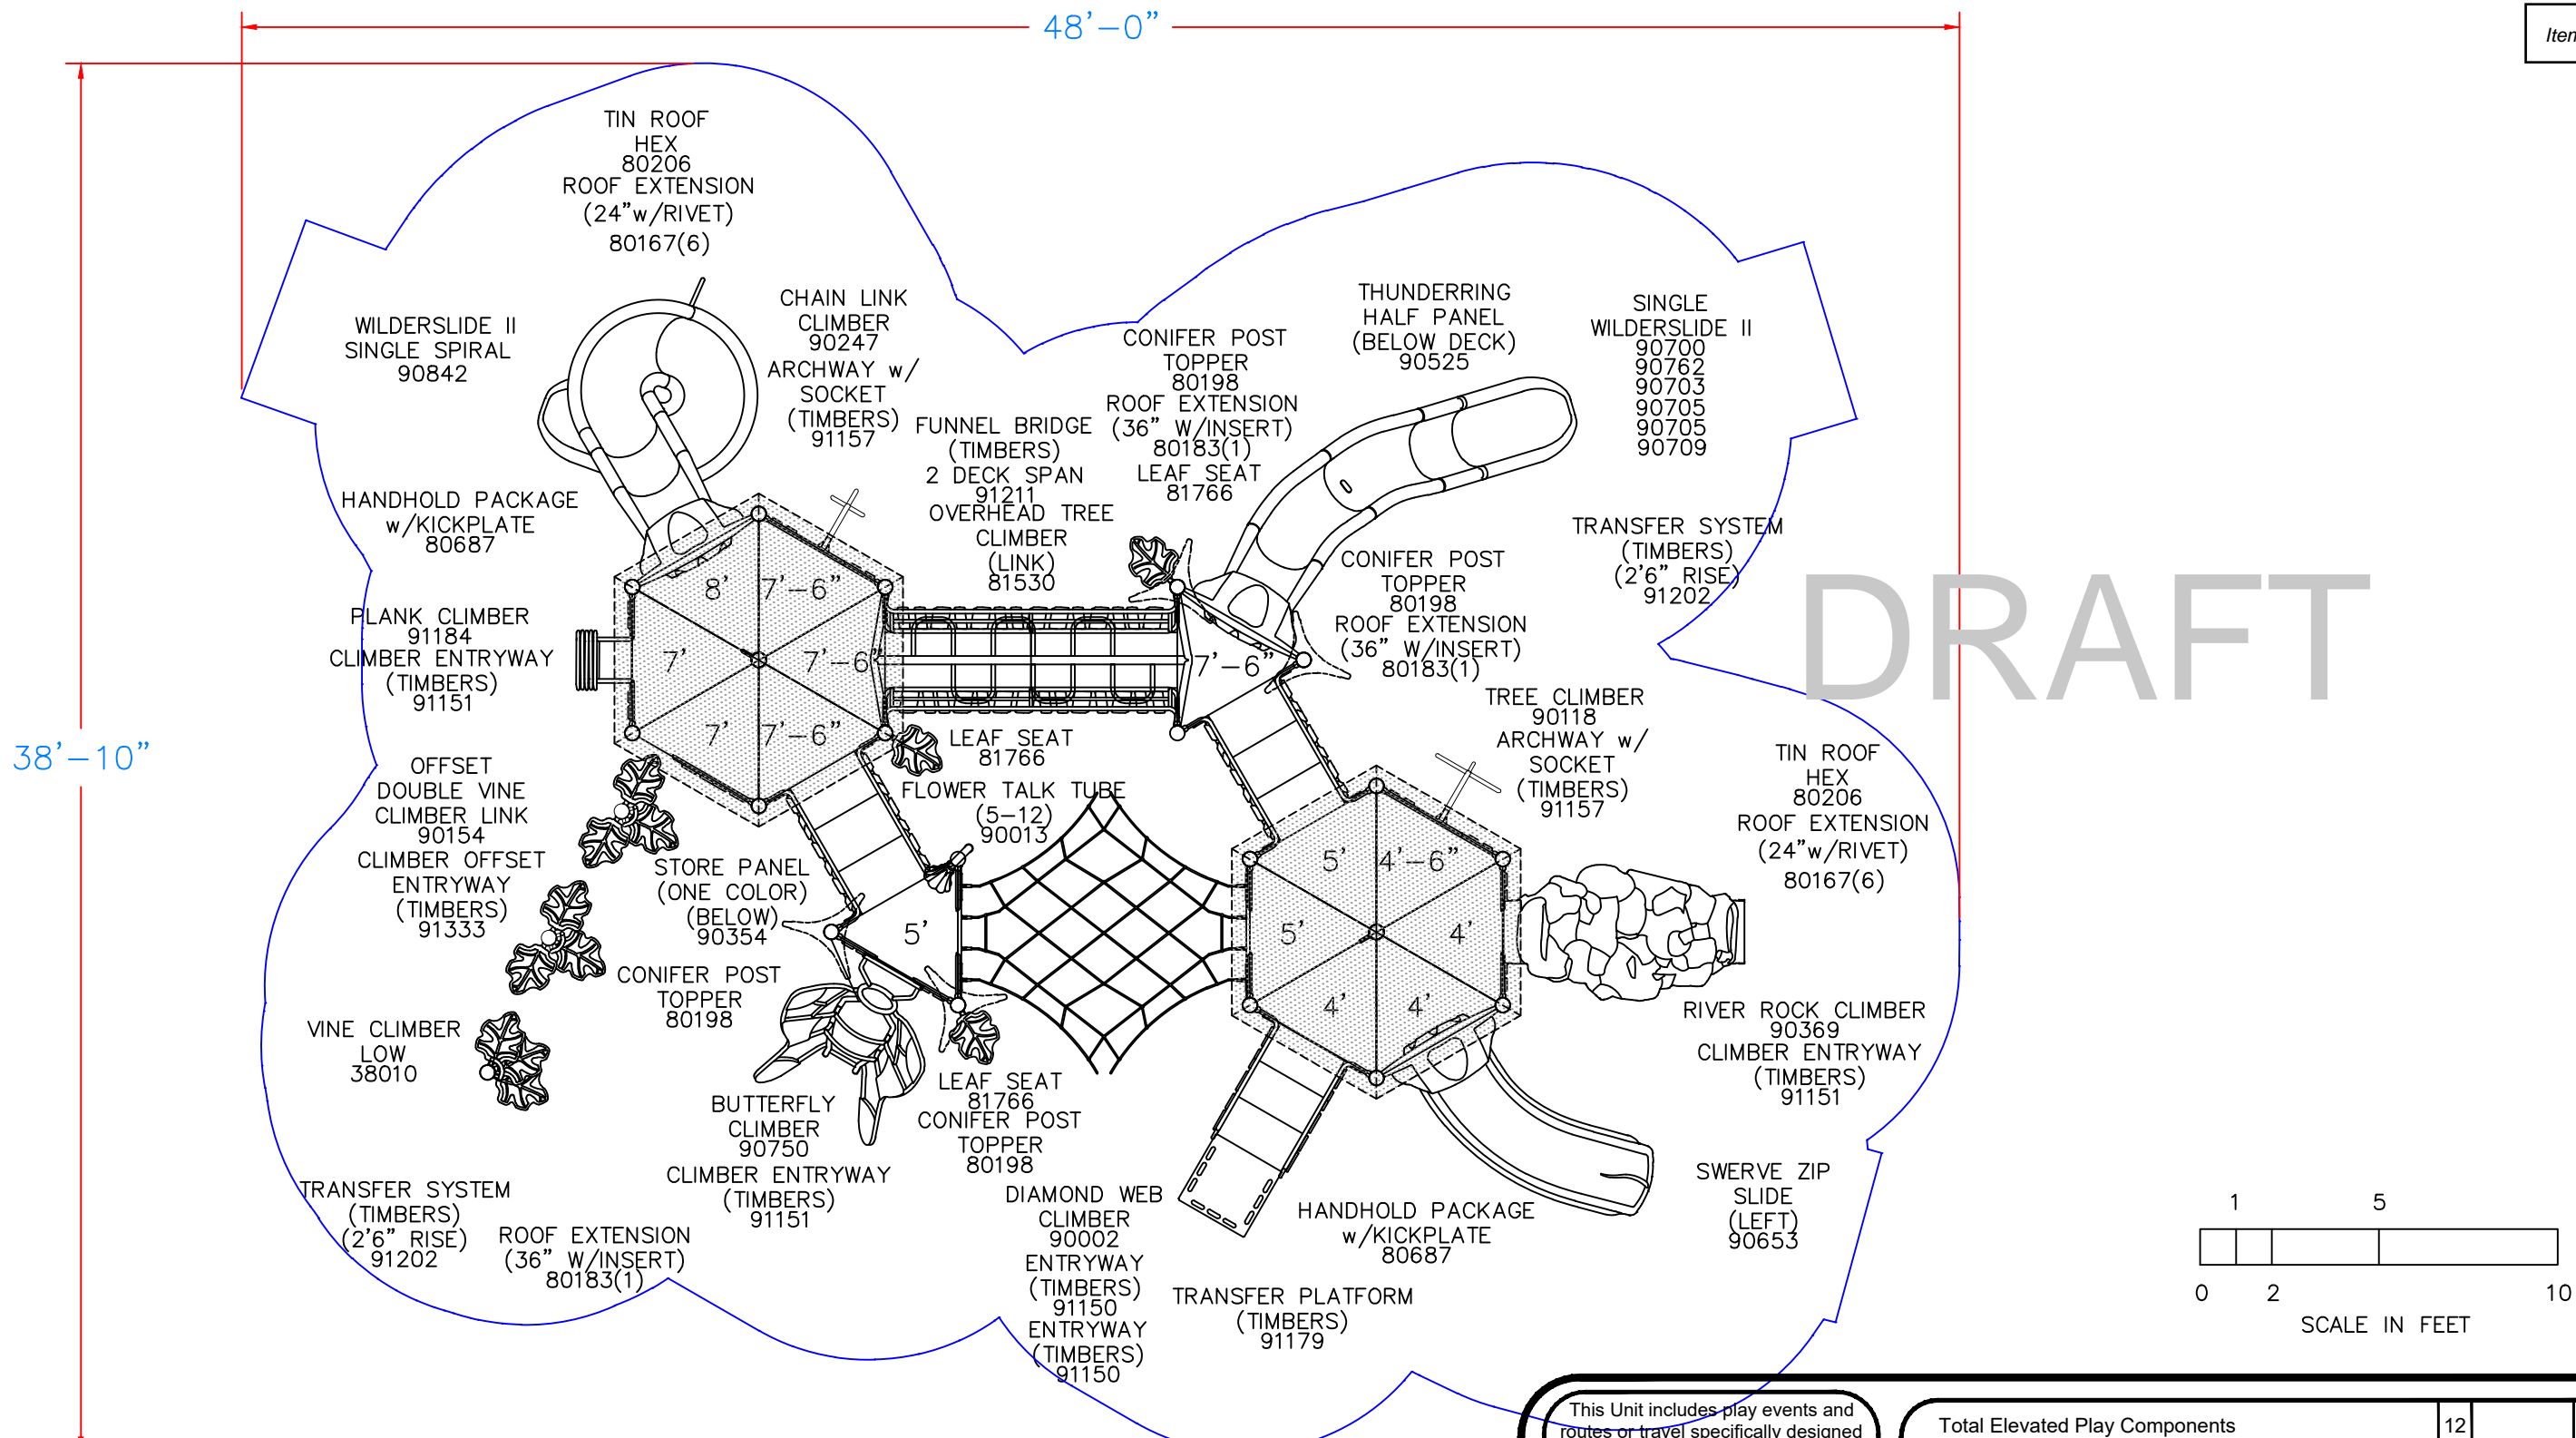 48'-0"
Item
TIN ROOF
HEX
80206
ROOF EXTENSION
(24"w/RIVET)
80167(6)
WILDERSLIDE II
SINGLE SPIRAL
90842
CHAIN LINK
CLIMBER
90247
ARCHWAY w/
SOCKET
(TIMBERS)
91157
FUNNEL BRIDGE
(TIMBERS)
2 DECK SPAN
91211
OVERHEAD TREE
CLIMBER
(LINK)
81530
CONIFER POST
TOPPER
80198
ROOF EXTENSION
(36" W/INSERT)
80183(1)
LEAF SEAT
81766
THUNDERRING
HALF PANEL
(BELOW DECK)
90525
SINGLE
WILDERSLIDE II
90700
90762
90703
90705
90705
90709
HANDHOLD PACKAGE
w/KICKPLATE
80687
TRANSFER SYSTEM
(TIMBERS)
(2'6" RISE)
91202
CONIFER POST
TOPPER
80198
ROOF EXTENSION
(36" W/INSERT)
80183(1)
DRAFT
PLANK CLIMBER
91184
CLIMBER ENTRYWAY
(TIMBERS)
91151
8'
7'-6"
7'
7'-6"
7'
7'-6"
7'-6"
38'-10"
TREE CLIMBER
90118
ARCHWAY w/
SOCKET
(TIMBERS)
91157
LEAF SEAT
81766
FLOWER TALK TUBE
(5-12)
90013
TIN ROOF
HEX
80206
ROOF EXTENSION
(24"w/RIVET)
80167(6)
OFFSET
DOUBLE VINE
CLIMBER LINK
90154
CLIMBER OFFSET
ENTRYWAY
(TIMBERS)
91333
STORE PANEL
(ONE COLOR)
(BELOW)
90354
5'
5'
4'-6"
5'
4'
4'
4'
CONIFER POST
TOPPER
80198
VINE CLIMBER
LOW
38010
RIVER ROCK CLIMBER
90369
CLIMBER ENTRYWAY
(TIMBERS)
91151
BUTTERFLY
CLIMBER
90750
CLIMBER ENTRYWAY
(TIMBERS)
91151
LEAF SEAT
81766
CONIFER POST
TOPPER
80198
TRANSFER SYSTEM
(TIMBERS)
(2'6" RISE)
91202
ROOF EXTENSION
(36" W/INSERT)
80183(1)
DIAMOND WEB
CLIMBER
90002
ENTRYWAY
(TIMBERS)
91150
ENTRYWAY
(TIMBERS)
91150
HANDHOLD PACKAGE
w/KICKPLATE
80687
TRANSFER PLATFORM
(TIMBERS)
91179
SWERVE ZIP
SLIDE
(LEFT)
90653
1 5
0 2 10
SCALE IN FEET
This Unit includes play events and
routes or travel specifically designed
Total Elevated Play Components 12